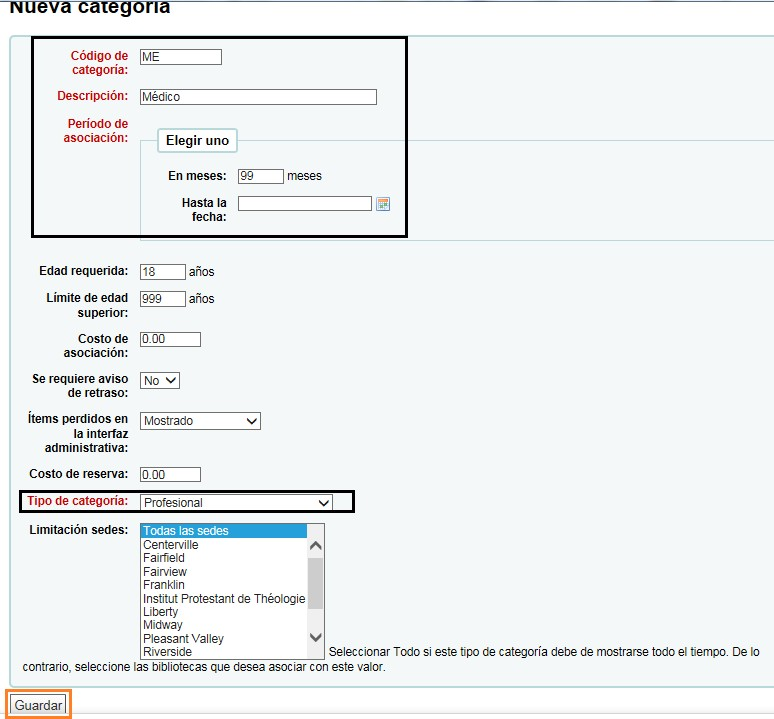 Nueva categoría
Código de
categoría:
ME
Descripción:
Médico
Período de
asociación:
Elegir uno
En meses: 99 meses
Hasta la
fecha:
Edad requerida: 18 años
Límite de edad
superior:
999 años
Costo de
asociación:
0.00
Se requiere aviso
de retraso:
No
Ítems perdidos en
la interfaz
administrativa:
Mostrado
Costo de reserva: 0.00
Tipo de categoría: Profesional
Limitación sedes:
Todas las sedes
Centerville
Fairfield
Fairview
Franklin
Institut Protestant de Théologie
Liberty
Midway
Pleasant Valley
Riverside
Seleccionar Todo si este tipo de categoría debe de mostrarse todo el tiempo. De lo
contrario, seleccione las bibliotecas que desea asociar con este valor.
Guardar